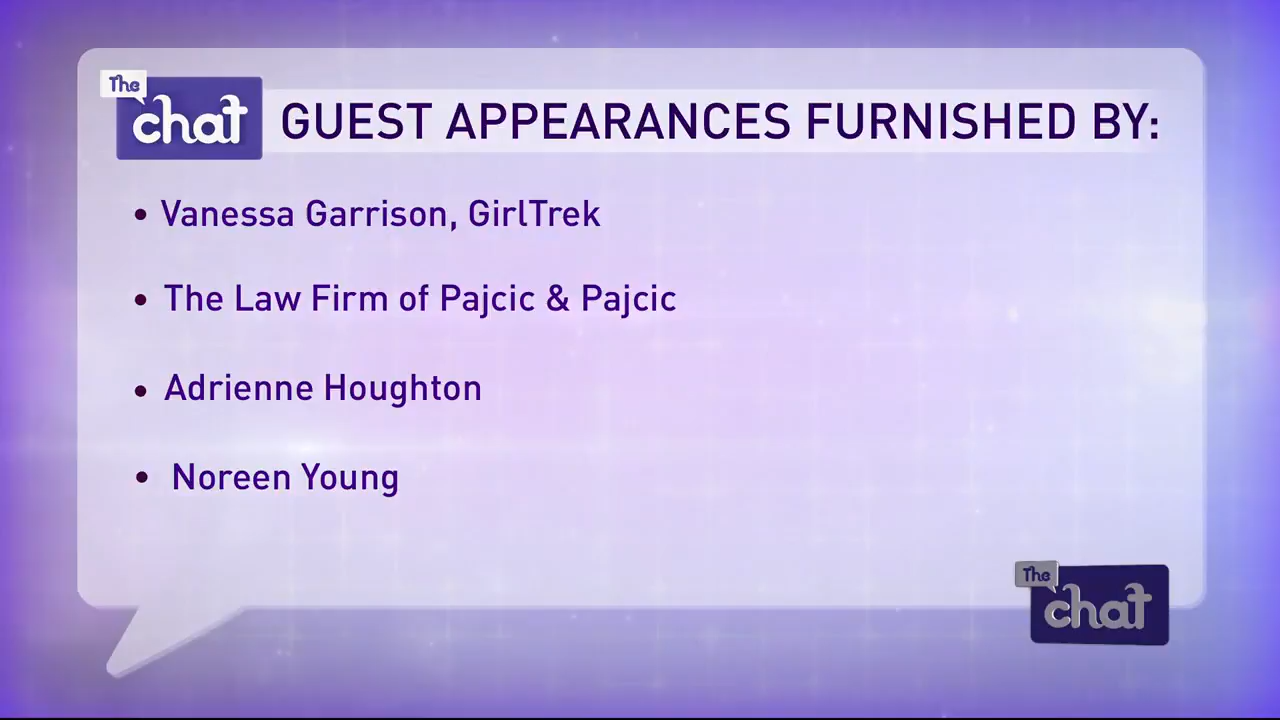 The
chat
GUEST APPEARANCES FURNISHED BY:
• Vanessa Garrison, GirlTrek
• The Law Firm of Pajcic & Pajcic
• Adrienne Houghton
• Noreen Young
The
chat